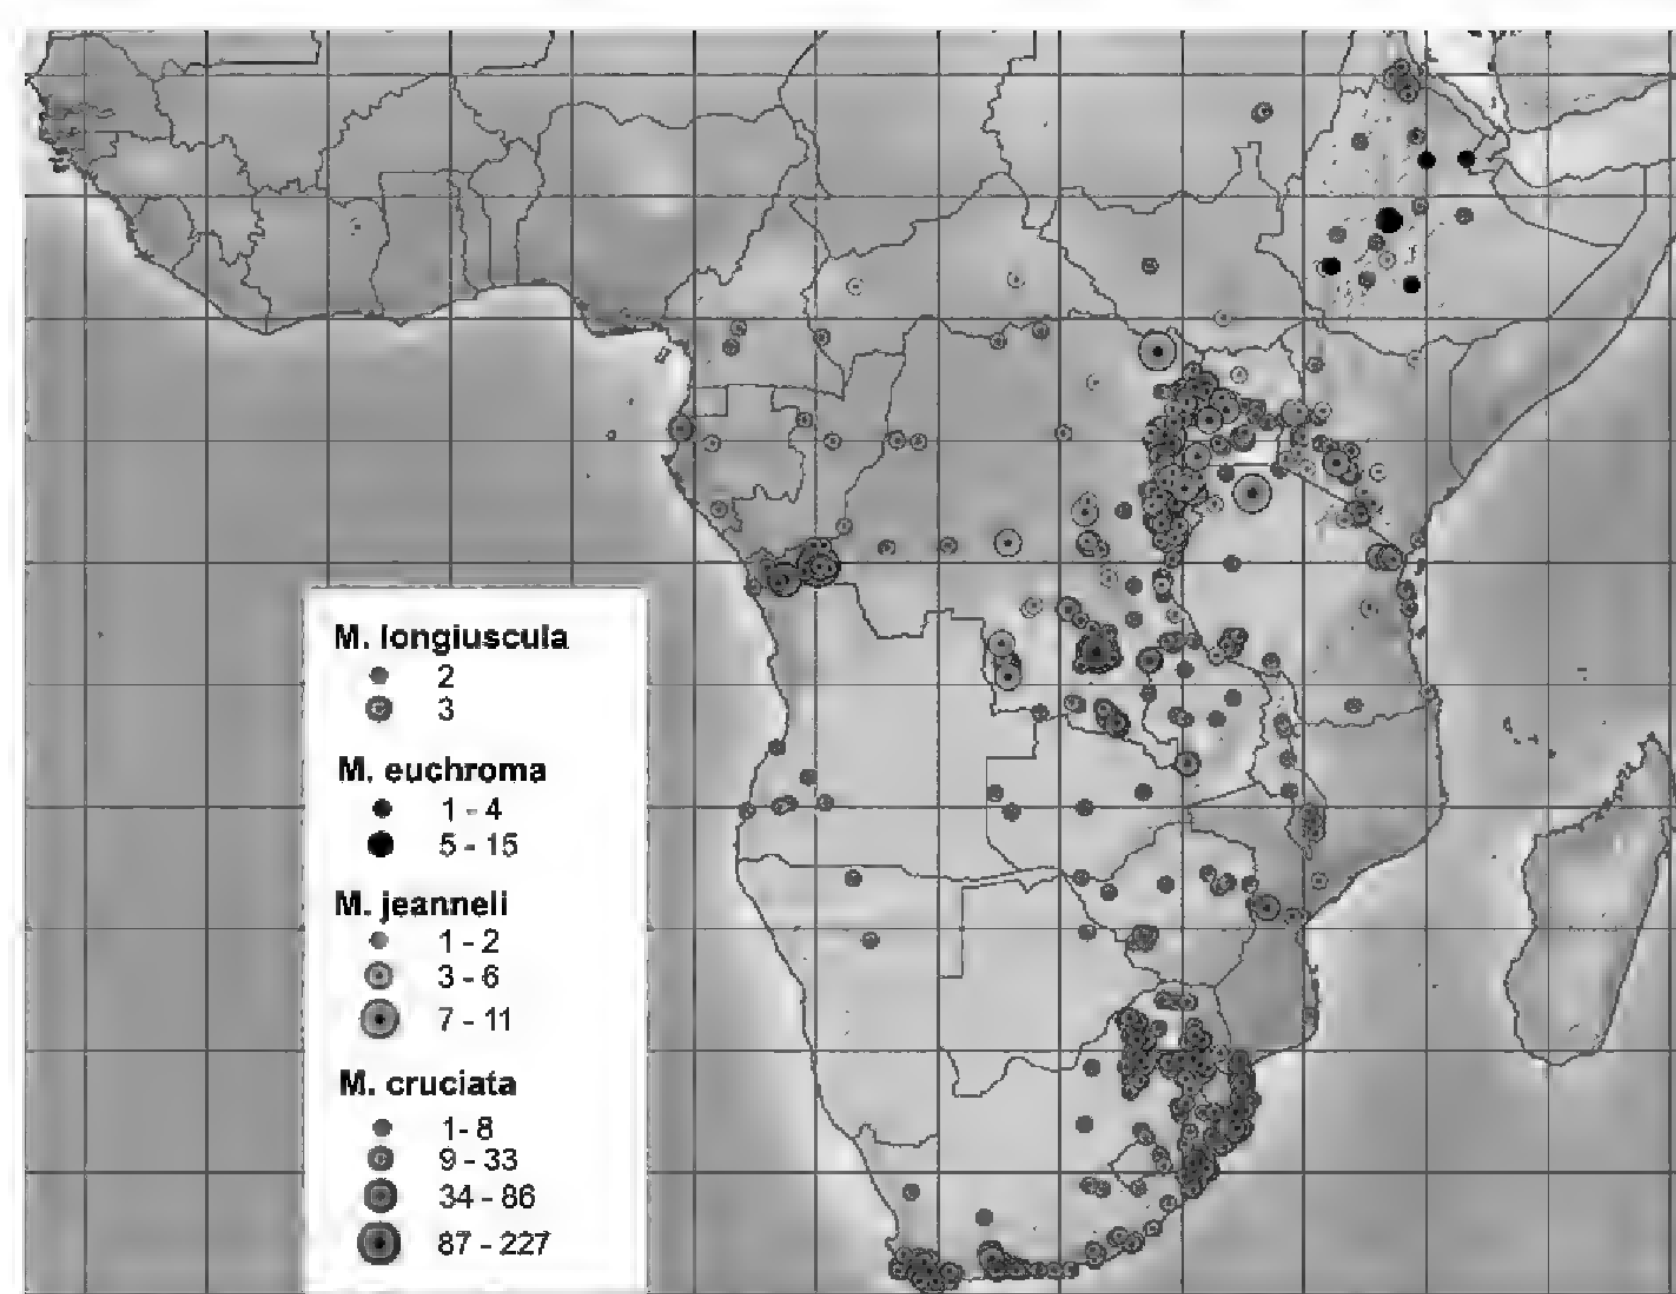 M. longiuscula
2
3
M. euchroma
1 - 4
5 - 15
M. jeanneli
1 - 2
3 - 6
7 - 11
M. cruciata
1- 8
9 - 33
34 - 86
87 - 227